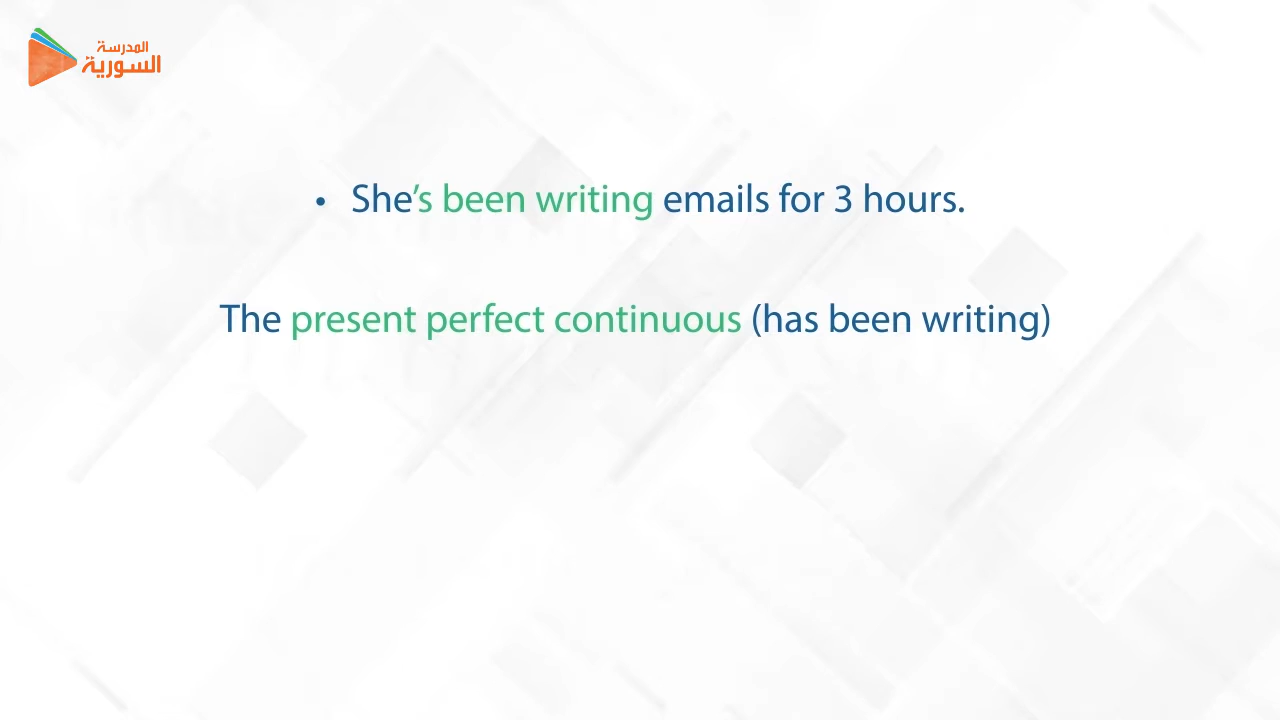 المدرسة
السورية
• She’s been writing emails for 3 hours.
The present perfect continuous (has been writing)